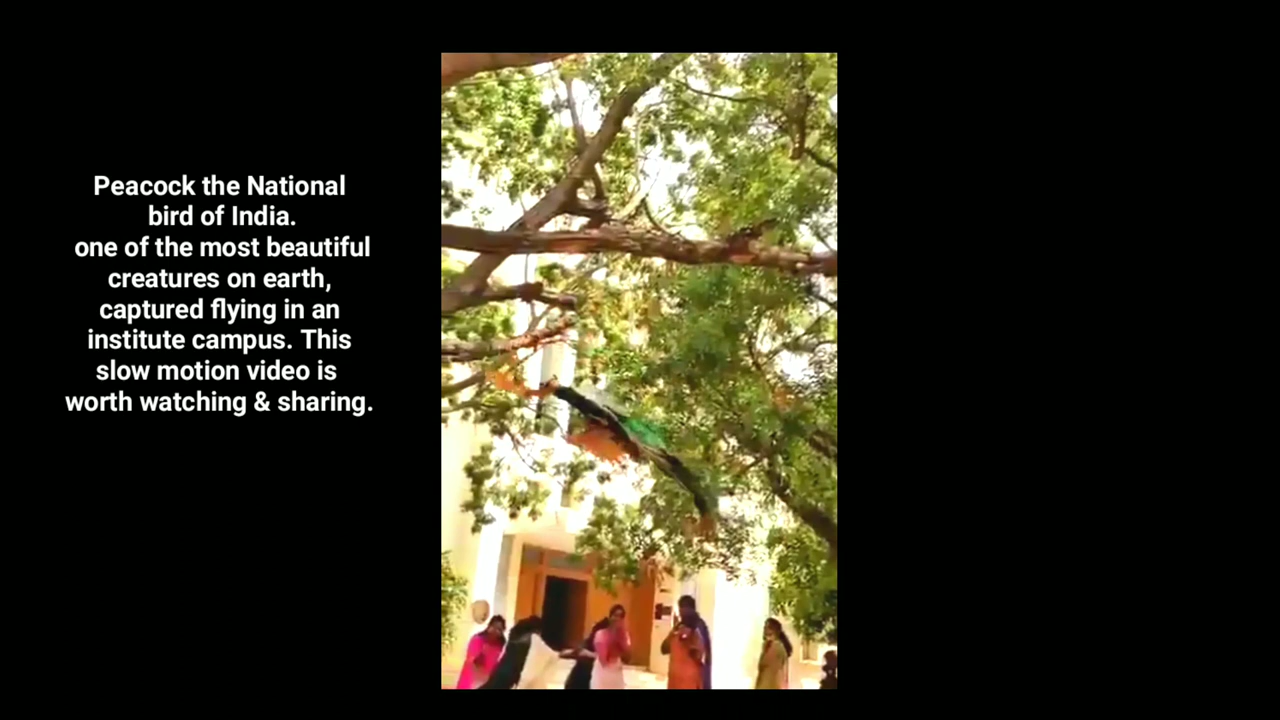 Peacock the National
bird of India.
one of the most beautiful
creatures on earth,
captured flying in an
institute campus. This
slow motion video is
worth watching & sharing.